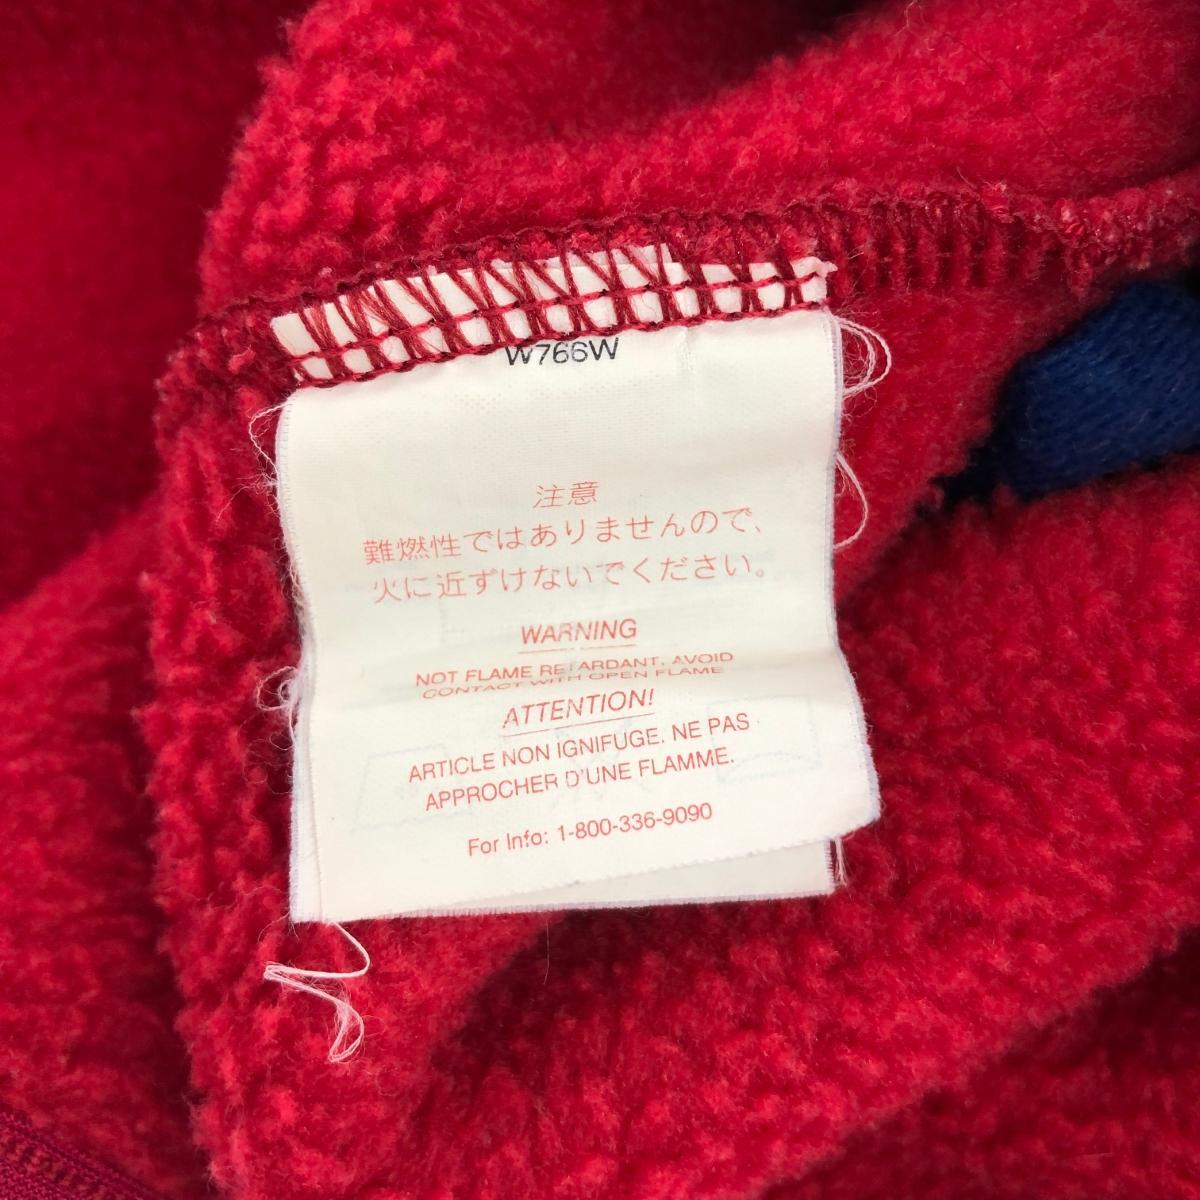 W766W
注意
難燃性ではありませんので、
火に近ずけないでください。
WARNING
NOT FLAME RETARDANT. AVOID
CONTACT WITH OPEN FLAME
ATTENTION!
ARTICLE NON IGNIFUGE. NE PAS
APPROCHER D'UNE FLAMME.
For Info: 1-800-336-9090